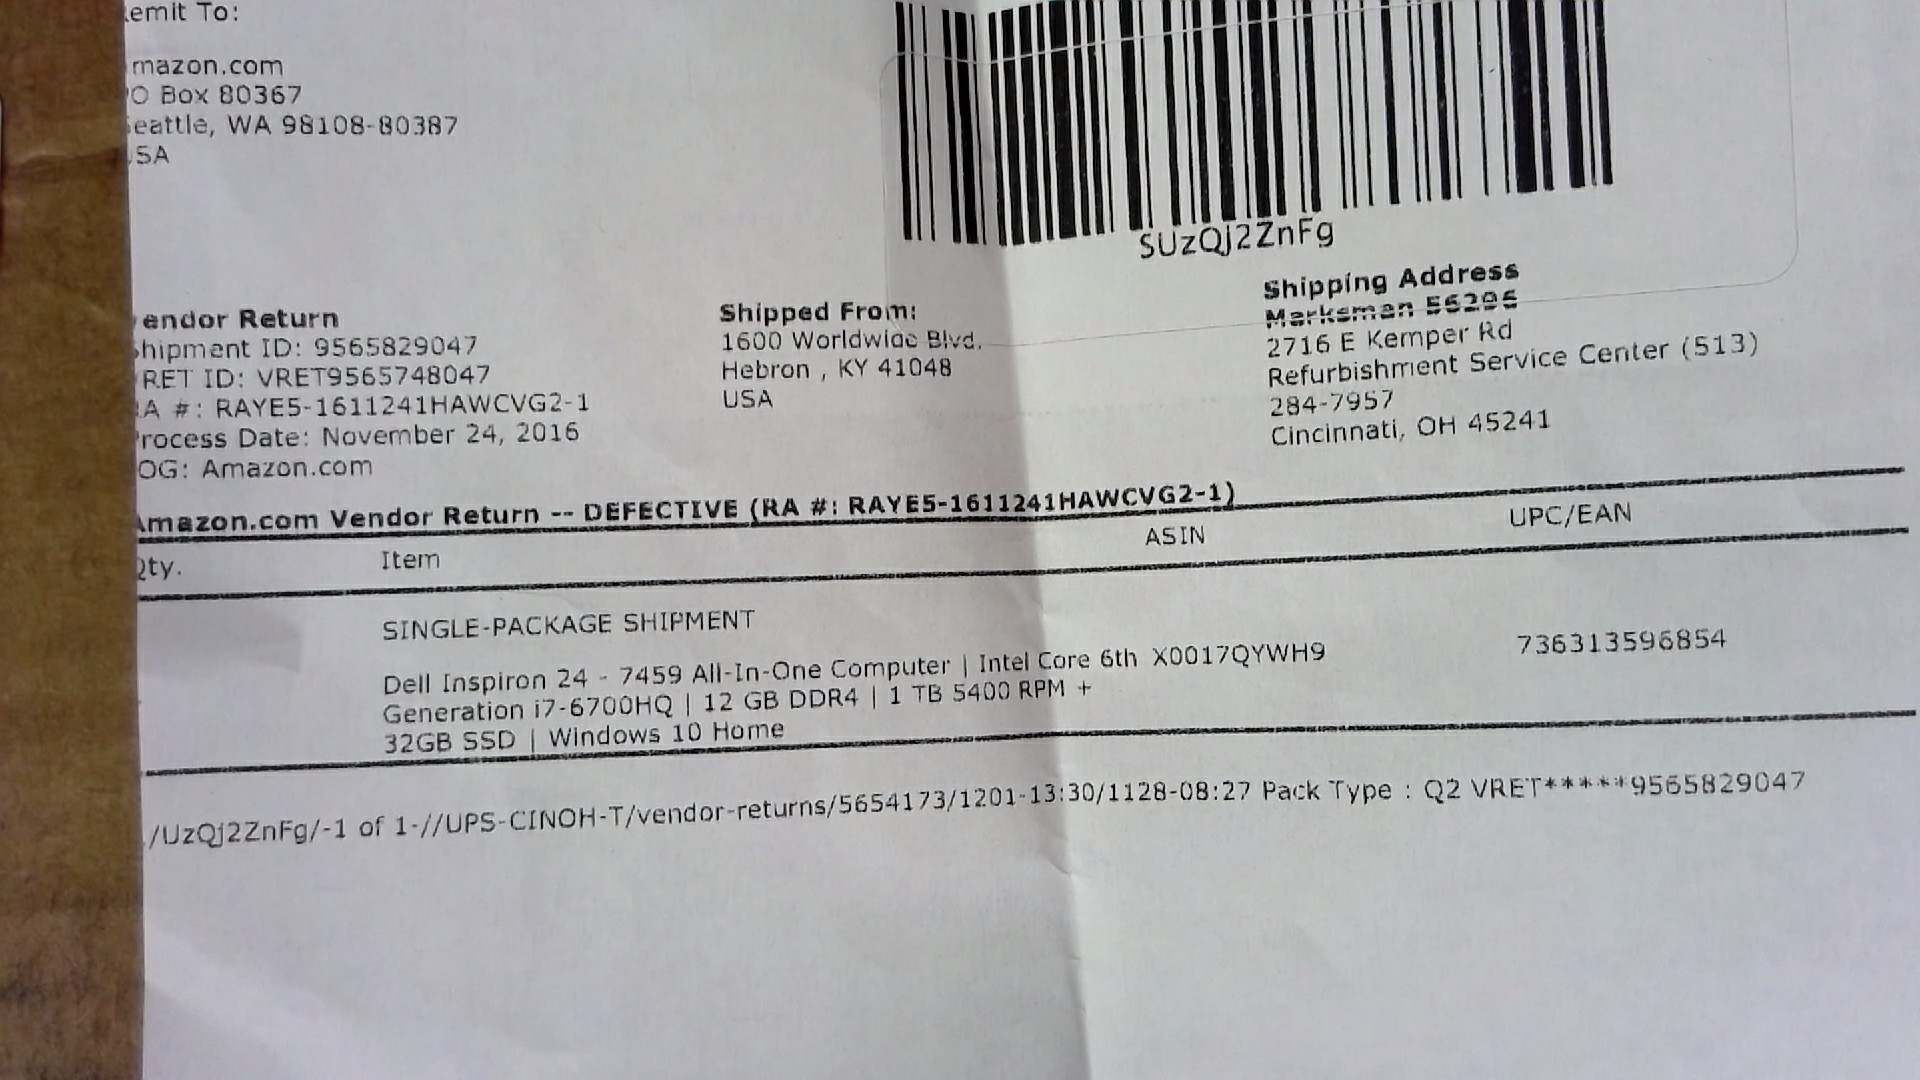 emit To:
mazon.com
O Box 80367
eattle, WA 98108-80387
SA
SUzQj2ZnFg
endor Return
hipment ID: 9565829047
RET ID: VRET9565748047
A #: RAYE5-1611241HAWCVG2-1
rocess Date: November 24, 2016
OG: Amazon.com
Shipped From:
1600 Worldwide Blvd.
Hebron , KY 41048
USA
Shipping Address
Marksman 56296
2716 E Kemper Rd
Refurbishment Service Center (513)
284-7957
Cincinnati, OH 45241
Amazon.com Vendor Return -- DEFECTIVE (RA #: RAYE5-1611241HAWCVG2-1)
Qty. Item ASIN UPC/EAN
SINGLE-PACKAGE SHIPMENT
Dell Inspiron 24 - 7459 All-In-One Computer | Intel Core 6th X0017QYWH9 736313596854
Generation i7-6700HQ | 12 GB DDR4 | 1 TB 5400 RPM +
32GB SSD | Windows 10 Home
/UzQj2ZnFg/-1 of 1-//UPS-CINOH-T/vendor-returns/5654173/1201-13:30/1128-08:27 Pack Type : Q2 VRET*****9565829047